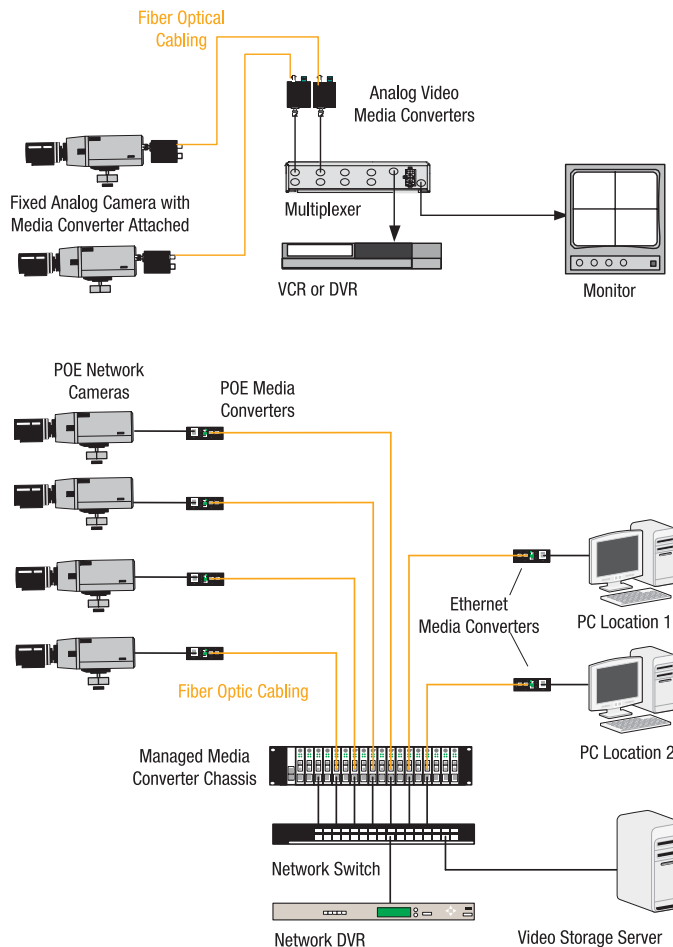 Fiber Optical
Cabling
Analog Video
Media Converters
Fixed Analog Camera with
Media Converter Attached
Multiplexer
VCR or DVR
Monitor
POE Network
Cameras
POE Media
Converters
Ethernet
Media Converters
PC Location 1
Fiber Optic Cabling
PC Location 2
Managed Media
Converter Chassis
Network Switch
Network DVR
Video Storage Server